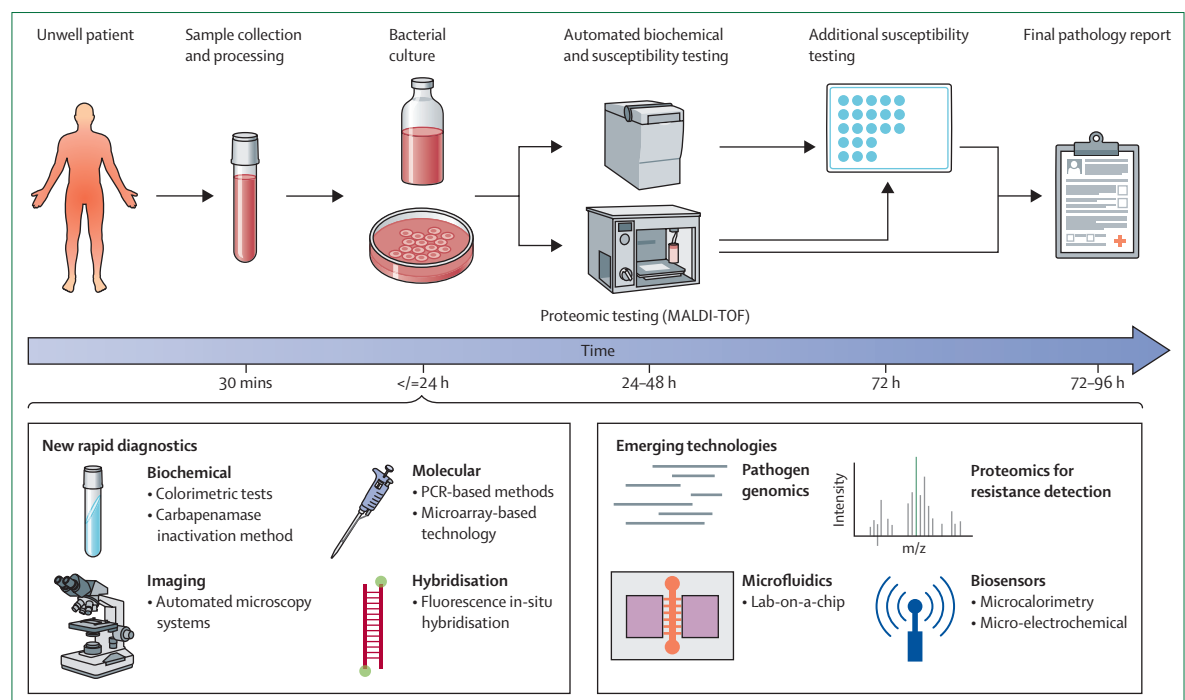 Unwell patient
Sample collection
and processing
Bacterial
culture
Automated biochemical
and susceptibility testing
Additional susceptibility
testing
Final pathology report
Proteomic testing (MALDI-TOF)
Time
30 mins
</=24 h
24–48 h
72 h
72–96 h
New rapid diagnostics
Biochemical
• Colorimetric tests
• Carbapenamase
inactivation method
Molecular
• PCR-based methods
• Microarray-based
technology
Imaging
• Automated microscopy
systems
Hybridisation
• Fluorescence in-situ
hybridisation
Emerging technologies
Pathogen
genomics
Intensity
m/z
Proteomics for
resistance detection
Microfluidics
• Lab-on-a-chip
Biosensors
• Microcalorimetry
• Micro-electrochemical